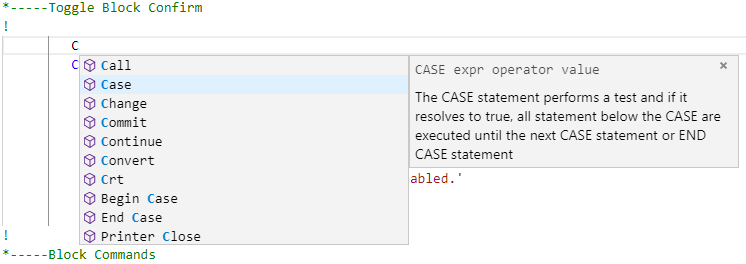 *-----Toggle Block Confirm
!
C
C
Call
Case
Change
Commit
Continue
Convert
Crt
Begin Case
End Case
Printer Close
CASE expr operator value
×
The CASE statement performs a test and if it
resolves to true, all statement below the CASE are
executed until the next CASE statement or END
CASE statement
abled.'
!
*-----Block Commands